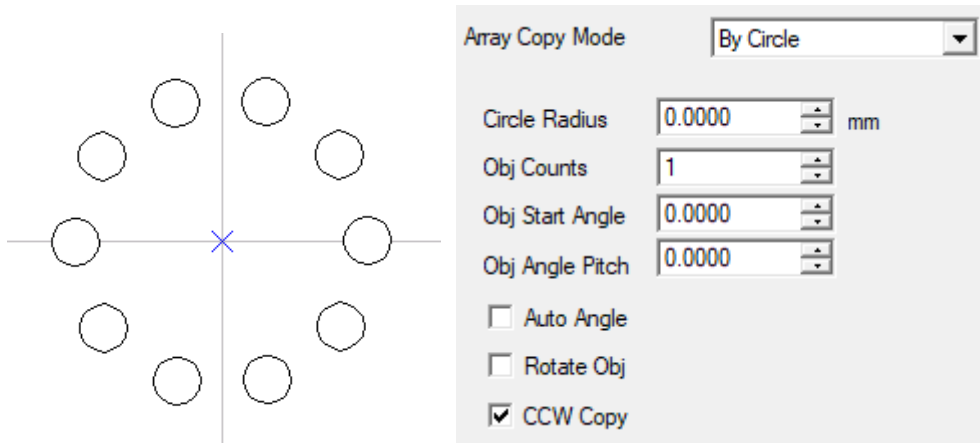 Array Copy Mode By Circle
Circle Radius 0.0000 mm
Obj Counts 1
Obj Start Angle 0.0000
Obj Angle Pitch 0.0000
Auto Angle
Rotate Obj
CCW Copy